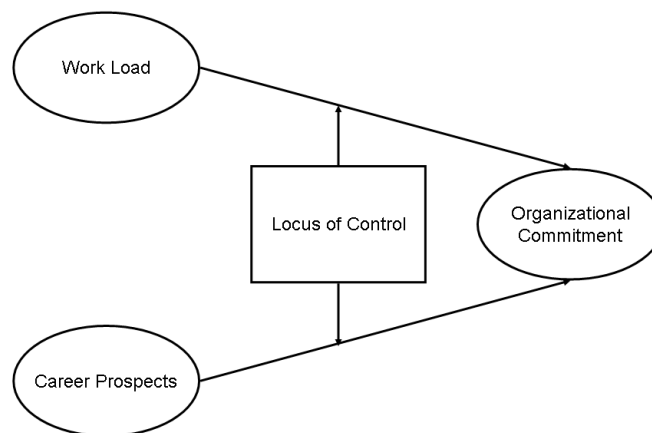 Work Load
Locus of Control
Organizational
Commitment
Career Prospects